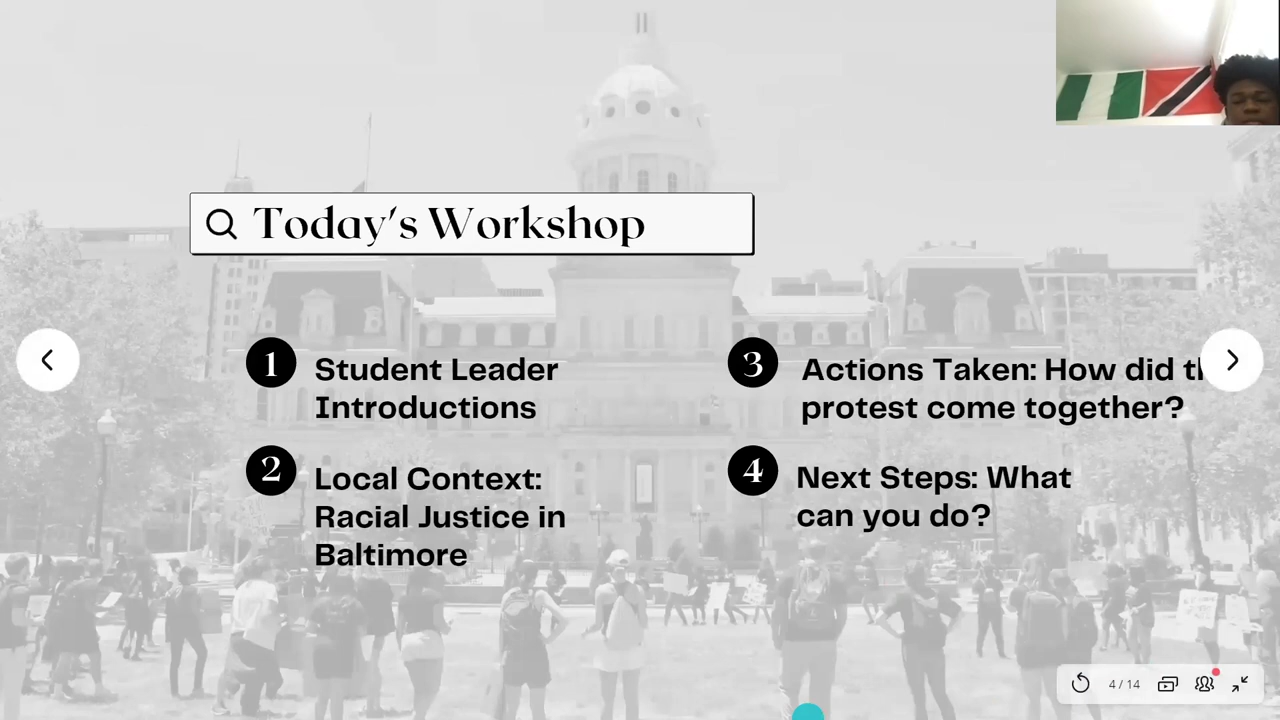 Today's Workshop
1
Student Leader
Introductions
2
Local Context:
Racial Justice in
Baltimore
3
Actions Taken: How did
protest come together?
4
Next Steps: What
can you do?
4 / 14